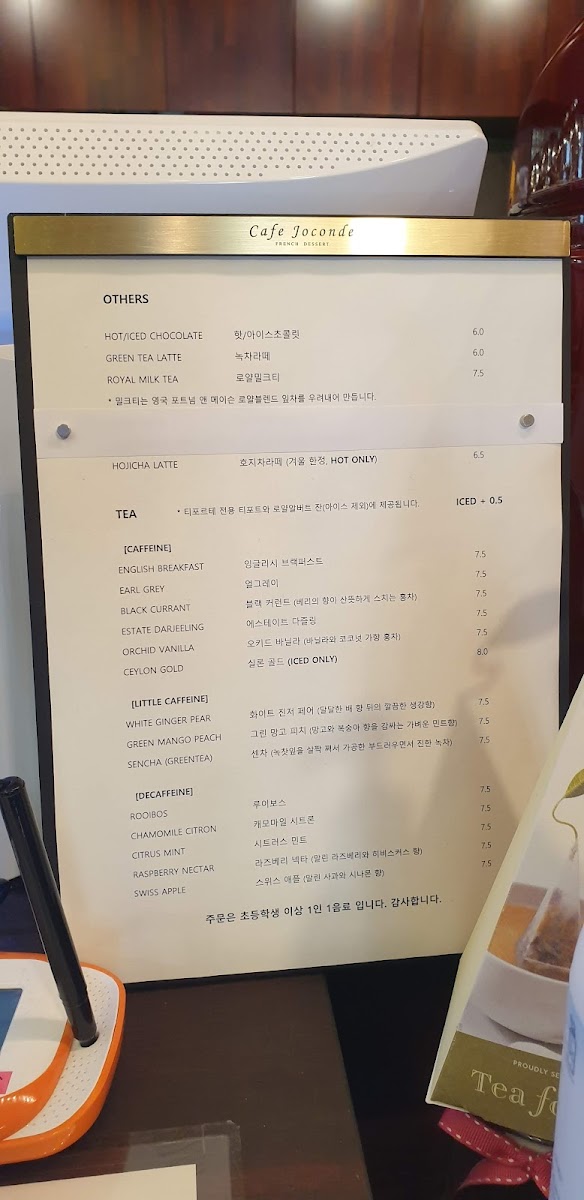 Cafe Joconde
FRENCH DESSERT
OTHERS
HOT/ICED CHOCOLATE 핫/아이스초콜릿 6.0
GREEN TEA LATTE 녹차라떼 6.0
ROYAL MILK TEA 로얄밀크티 7.5
* 밀크티는 영국 포트넘 앤 메이슨 로얄블렌드 잎차를 우려내어 만듭니다.
HOJICHA LATTE 호지차라떼 (겨울 한정, HOT ONLY) 6.5
TEA * 티포르테 전용 티포트와 로얄알버트 잔(아이스 제외)에 제공됩니다. ICED + 0.5
[CAFFEINE]
ENGLISH BREAKFAST 잉글리시 브랙퍼스트 7.5
EARL GREY 얼그레이 7.5
BLACK CURRANT 블랙 커런트 (베리의 향이 산뜻하게 스치는 홍차) 7.5
ESTATE DARJEELING 에스테이트 다즐링 7.5
ORCHID VANILLA 오키드 바닐라 (바닐라와 코코넛 가향 홍차) 7.5
CEYLON GOLD 실론 골드 (ICED ONLY) 8.0
[LITTLE CAFFEINE]
WHITE GINGER PEAR 화이트 진저 페어 (달달한 배 향 뒤의 깔끔한 생강향) 7.5
GREEN MANGO PEACH 그린 망고 피치 (망고와 복숭아 향을 감싸는 가벼운 민트향) 7.5
SENCHA (GREENTEA) 센차 (녹찻잎을 살짝 쪄서 가공한 부드러우면서 진한 녹차) 7.5
[DECAFFEINE]
ROOIBOS 루이보스 7.5
CHAMOMILE CITRON 캐모마일 시트론 7.5
CITRUS MINT 시트러스 민트 7.5
RASPBERRY NECTAR 라즈베리 넥타 (말린 라즈베리와 히비스커스 향) 7.5
SWISS APPLE 스위스 애플 (말린 사과와 시나몬 향) 7.5
주문은 초등학생 이상 1인 1음료 입니다. 감사합니다.
PROUDLY
Tea